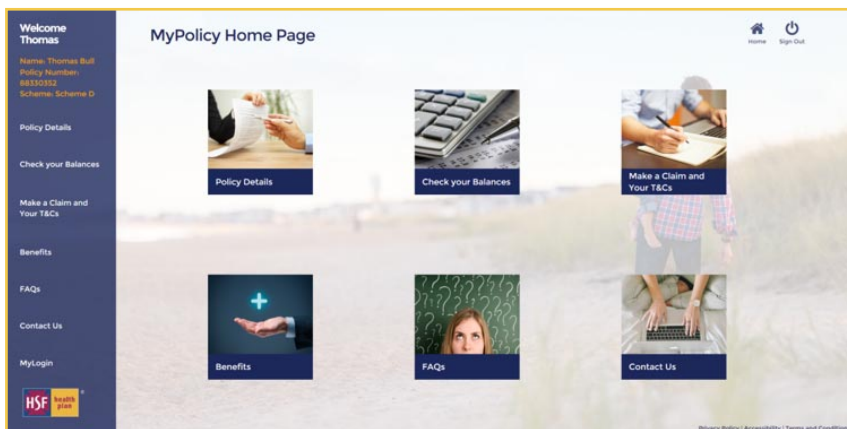 Welcome
Thomas
Name: Thomas Bull
Policy Number:
88330352
Scheme: Scheme D
Policy Details
Check your Balances
Make a Claim and
Your T&Cs
Benefits
FAQs
Contact Us
MyLogin
HSF health
plan
MyPolicy Home Page
Home
Sign Out
Policy Details
Check your Balances
Make a Claim and
Your T&Cs
Benefits
FAQs
Contact Us
Privacy Policy / Accessibility / Terms and Condition